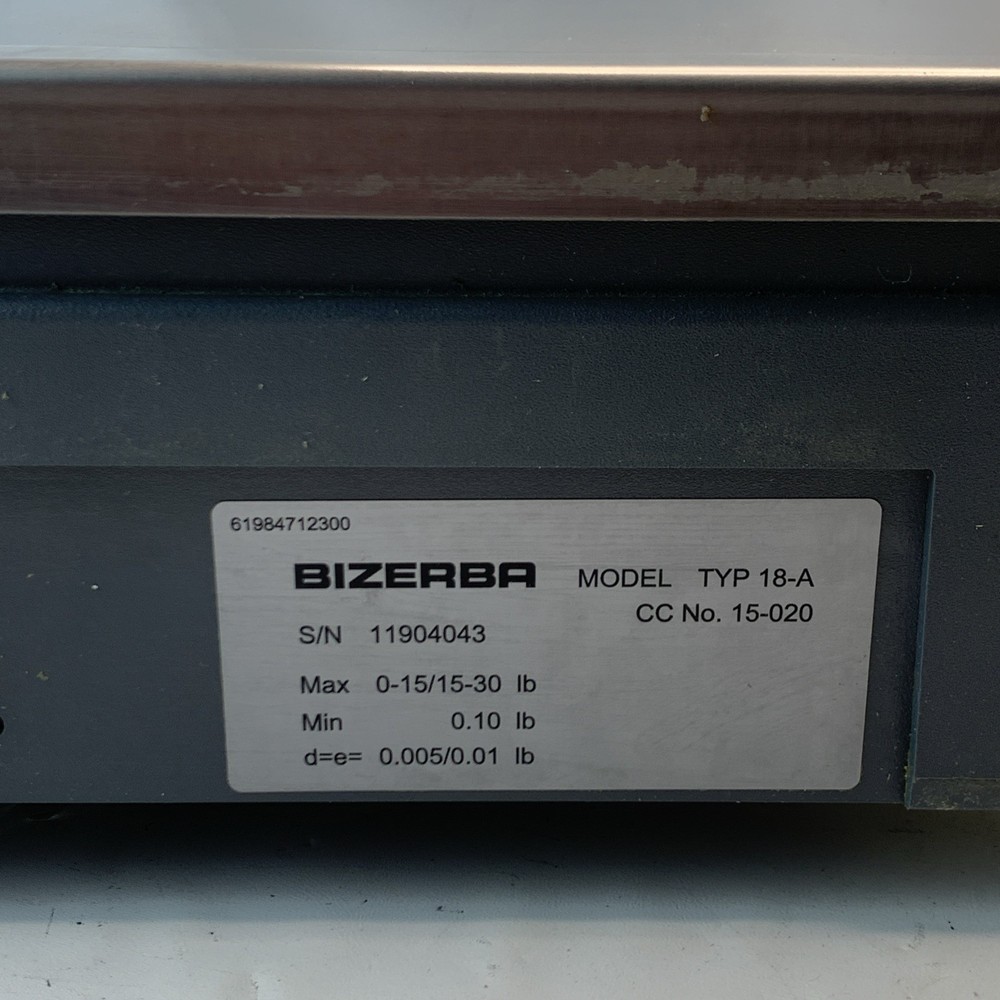 61984712300
BIZERBA MODEL TYP 18-A
CC No. 15-020
S/N 11904043
Max 0-15/15-30 lb
Min 0.10 lb
d=e= 0.005/0.01 lb